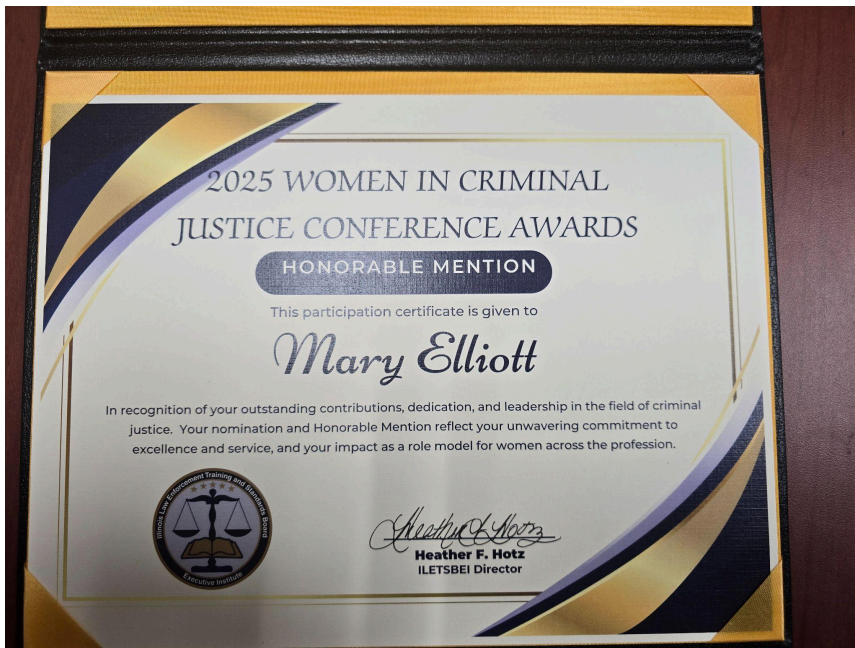 2025 WOMEN IN CRIMINAL
JUSTICE CONFERENCE AWARDS
HONORABLE MENTION
This participation certificate is given to
Mary Elliott
In recognition of your outstanding contributions, dedication, and leadership in the field of criminal
justice. Your nomination and Honorable Mention reflect your unwavering commitment to
excellence and service, and your impact as a role model for women across the profession.
Illinois Law Enforcement Training and Standards Board
Executive Institute
Heather F. Hotz
Heather F. Hotz
ILETSBEI Director